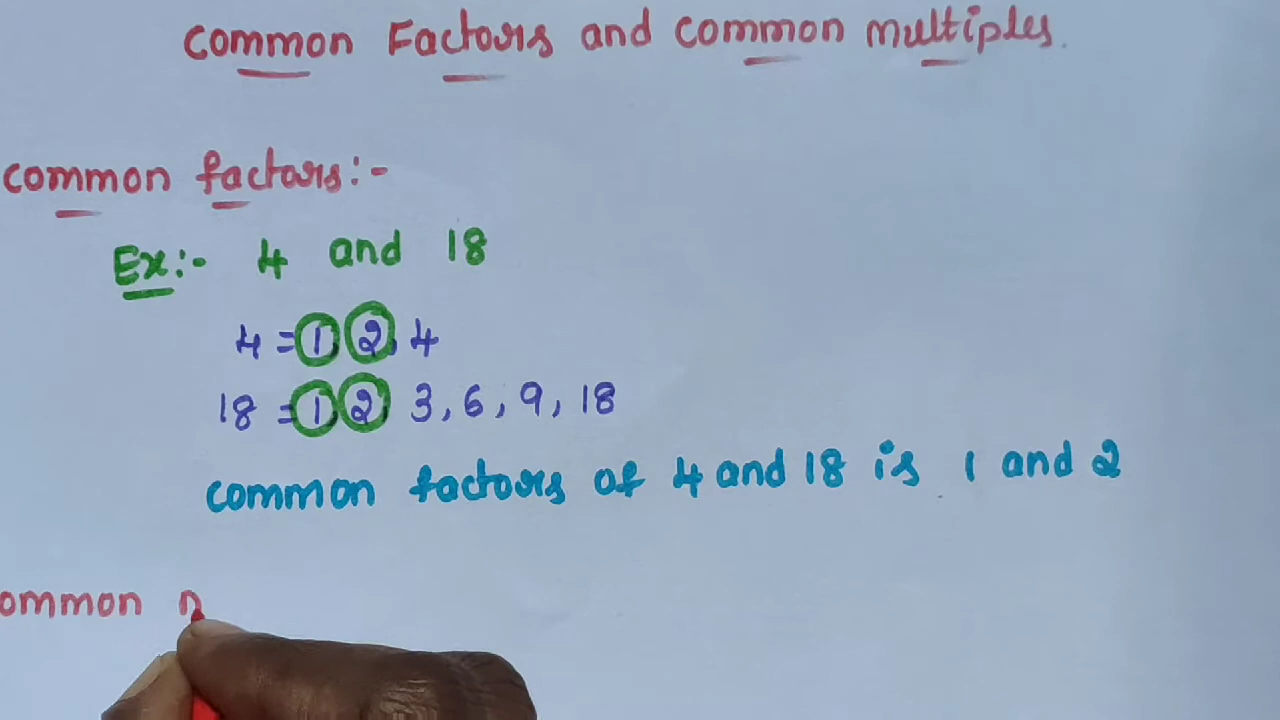 common Factors and common multiples.
common factors:-
Ex:- 4 and 18
4 = 1, 2, 4
18 = 1, 2, 3, 6, 9, 18
common factors of 4 and 18 is 1 and 2
ommon